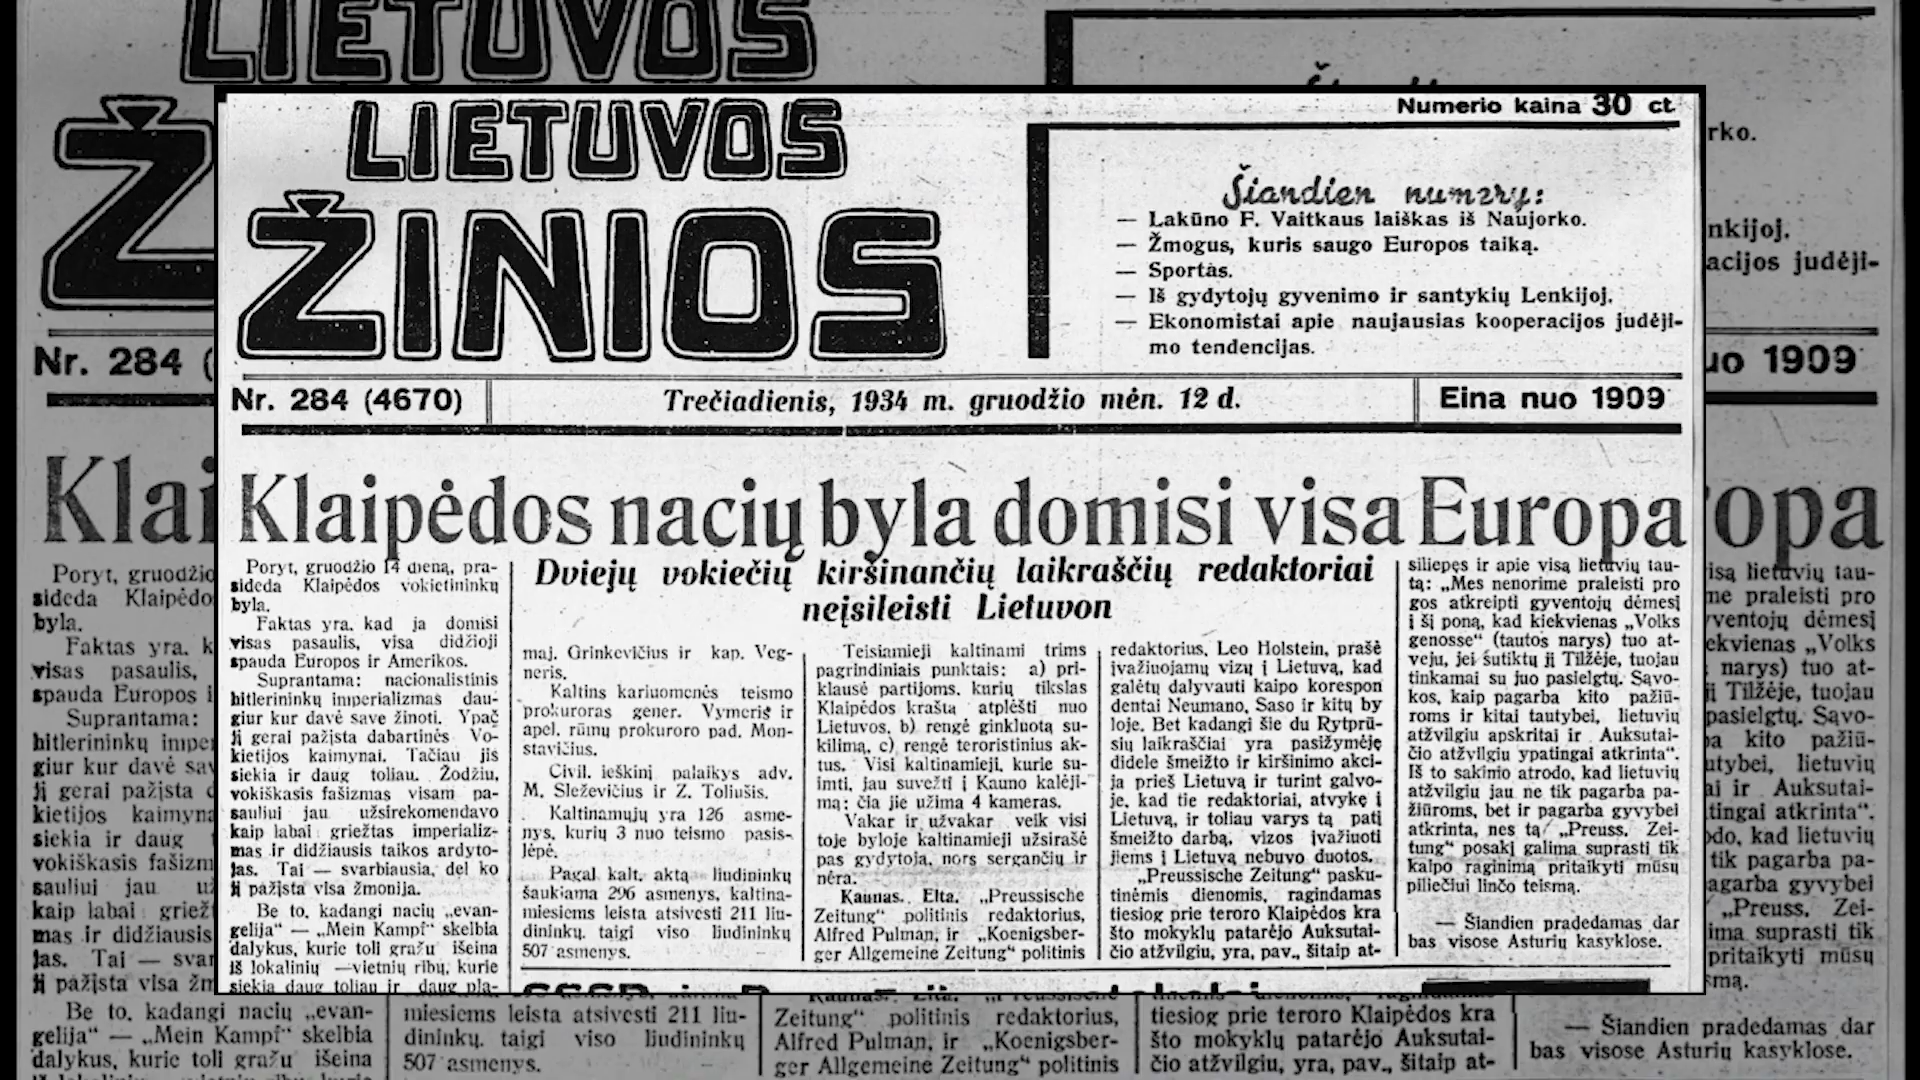 LIETUVOS
ŽINIOS
Numerio kaina 30 ct.
Šiandien numery:
— Lakūno F. Vaitkaus laiškas iš Naujorko.
— Žmogus, kuris saugo Europos taiką.
— Sportas.
— Iš gydytojų gyvenimo ir santykių Lenkijoj.
— Ekonomistai apie naujausias kooperacijos judėji-
mo tendencijas.
Nr. 284 (4670)
Trečiadienis, 1934 m. gruodžio mėn. 12 d.
Eina nuo 1909
Klaipėdos nacių byla domisi visa Europa
Poryt, gruodžio 14 dieną, pra-
sideda Klaipėdos vokietininkų
byla.
Faktas yra, kad ja domisi
visas pasaulis, visa didžioji
spauda Europos ir Amerikos.
Suprantama: nacionalistinis
hitlerininkų imperializmas dau-
giur kur davė save žinoti. Ypač
jį gerai pažįsta dabartinės Vo-
kietijos kaimynai. Tačiau jis
siekia ir daug toliau. Žodžiu,
vokiškasis fašizmas visam pa-
sauliui jau užsirekomendavo
kaip labai griežtas imperializ-
mas ir didžiausis taikos ardyto-
jas. Tai — svarbiausia, dėl ko
jį pažįsta visa žmonija.
Be to, kadangi nacių „evan-
gelija“ — „Mein Kampf“ skelbia
dalykus, kurie toli gražu išeina
iš lokalinių —vietnių ribų, kurie
siekia daug toliau ir daug pla-
Dviejų vokiečių kiršinančių laikraščių redaktoriai
neįsileisti Lietuvon
maj. Grinkevičius ir kap. Veg-
neris.
Kaltins kariuomenės teismo
prokuroras gener. Vymeris ir
apel. rūmų prokuroro pad. Mon-
stavičius.
Civil. ieškinį palaikys adv.
M. Sleževičius ir Z. Toliušis.
Kaltinamųjų yra 126 asme-
nys, kurių 3 nuo teismo pasis-
lėpė.
Pagal kalt. aktą liudininkų
šaukiama 296 asmenys, kaltina-
miesiems leista atsivesti 211 liu-
dininkų, taigi viso liudininkų
507 asmenys.
Teisiamieji kaltinami trims
pagrindiniais punktais: a) pri-
klausė partijoms, kurių tikslas
Klaipėdos kraštą atplėšti nuo
Lietuvos, b) rengė ginkluotą su-
kilimą, c) rengė teroristinius ak-
tus. Visi kaltinamieji, kurie su-
imti, jau suvežti į Kauno kalėji-
mą; čia jie užima 4 kameras.
Vakar ir užvakar veik visi
toje byloje kaltinamieji užsirašė
pas gydytoją, nors sergančių ir
nėra.
Kaunas. Elta. „Preussische
Zeitung“ politinis redaktorius,
Alfred Pulman, ir „Koenigsber-
ger Allgemeine Zeitung“ politinis
redaktorius, Leo Holstein, prašė
įvažiuojamų vizų į Lietuvą, kad
galėtų dalyvauti kaipo korespon
dentai Neumano, Saso ir kitų by
loje. Bet kadangi šie du Rytprū-
sių laikraščiai yra pasižymėję
didele šmeižto ir kiršinimo akci-
ja prieš Lietuvą ir turint galvo-
je, kad tie redaktoriai, atvykę į
Lietuvą, ir toliau varys tą patį
šmeižto darbą, vizos įvažiuoti
jiems į Lietuvą nebuvo duotos.
„Preussische Zeitung“ pasku-
tinėmis dienomis, ragindamas
tiesiog prie teroro Klaipėdos kra
što mokyklų patarėjo Auksutai-
čio atžvilgiu, yra, pav., šitaip at-
siliepęs ir apie visą lietuvių tau-
tą: „Mes nenorime praleisti pro
gos atkreipti gyventojų dėmesį
į šį poną, kad kiekvienas „Volks
genosse“ (tautos narys) tuo at-
veju, jei sutiktų jį Tilžėje, tuojau
tinkamai su juo pasielgtų. Sąvo-
kos, kaip pagarba kito pažiū-
roms ir kitai tautybei, lietuvių
atžvilgiu apskritai ir Auksutai-
čio atžvilgiu ypatingai atkrinta“.
Iš to sakinio atrodo, kad lietuvių
atžvilgiu jau ne tik pagarba pa-
žiūroms, bet ir pagarba gyvybei
atkrinta, nes tą „Preuss. Zei-
tung“ posakį galima suprasti tik
kaipo raginimą pritaikyti mūsų
piliečiui linčo teismą.
— Šiandien pradedamas dar
bas visose Asturių kasyklose.